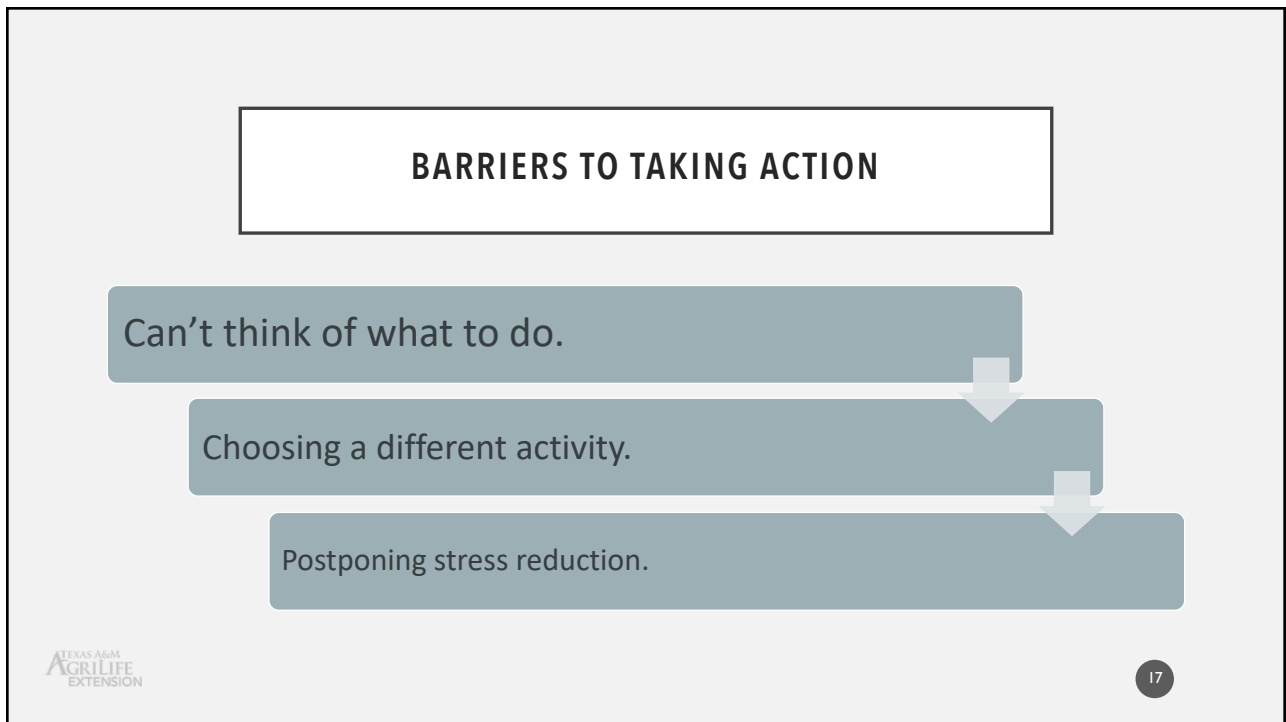 BARRIERS TO TAKING ACTION
Can’t think of what to do.
Choosing a different activity.
Postponing stress reduction.
TEXAS A&M
AGRILIFE
EXTENSION
17